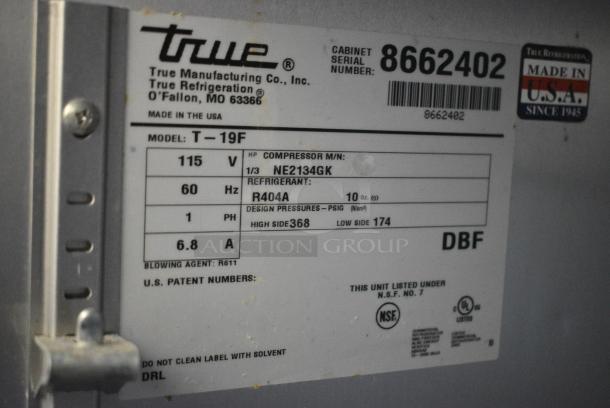 true®
True Manufacturing Co., Inc.
True Refrigeration®
O'Fallon, MO 63366
MADE IN THE USA
CABINET SERIAL NUMBER: 8662402
8662402
TRUE REFRIGERATION
MADE IN
U.S.A.
SINCE 1945
MODEL: T-19F
115 V
60 Hz
1 PH
6.8 A
HP COMPRESSOR M/N:
1/3 NE2134GK
REFRIGERANT:
R404A 10 oz.
DESIGN PRESSURES-PSIG
HIGH SIDE 368 LOW SIDE 174
DBF
AUCTION GROUP
BLOWING AGENT: R611
U.S. PATENT NUMBERS:
THIS UNIT LISTED UNDER
N.S.F. NO. 7
NSF
UL
LISTED
DO NOT CLEAN LABEL WITH SOLVENT
DRL